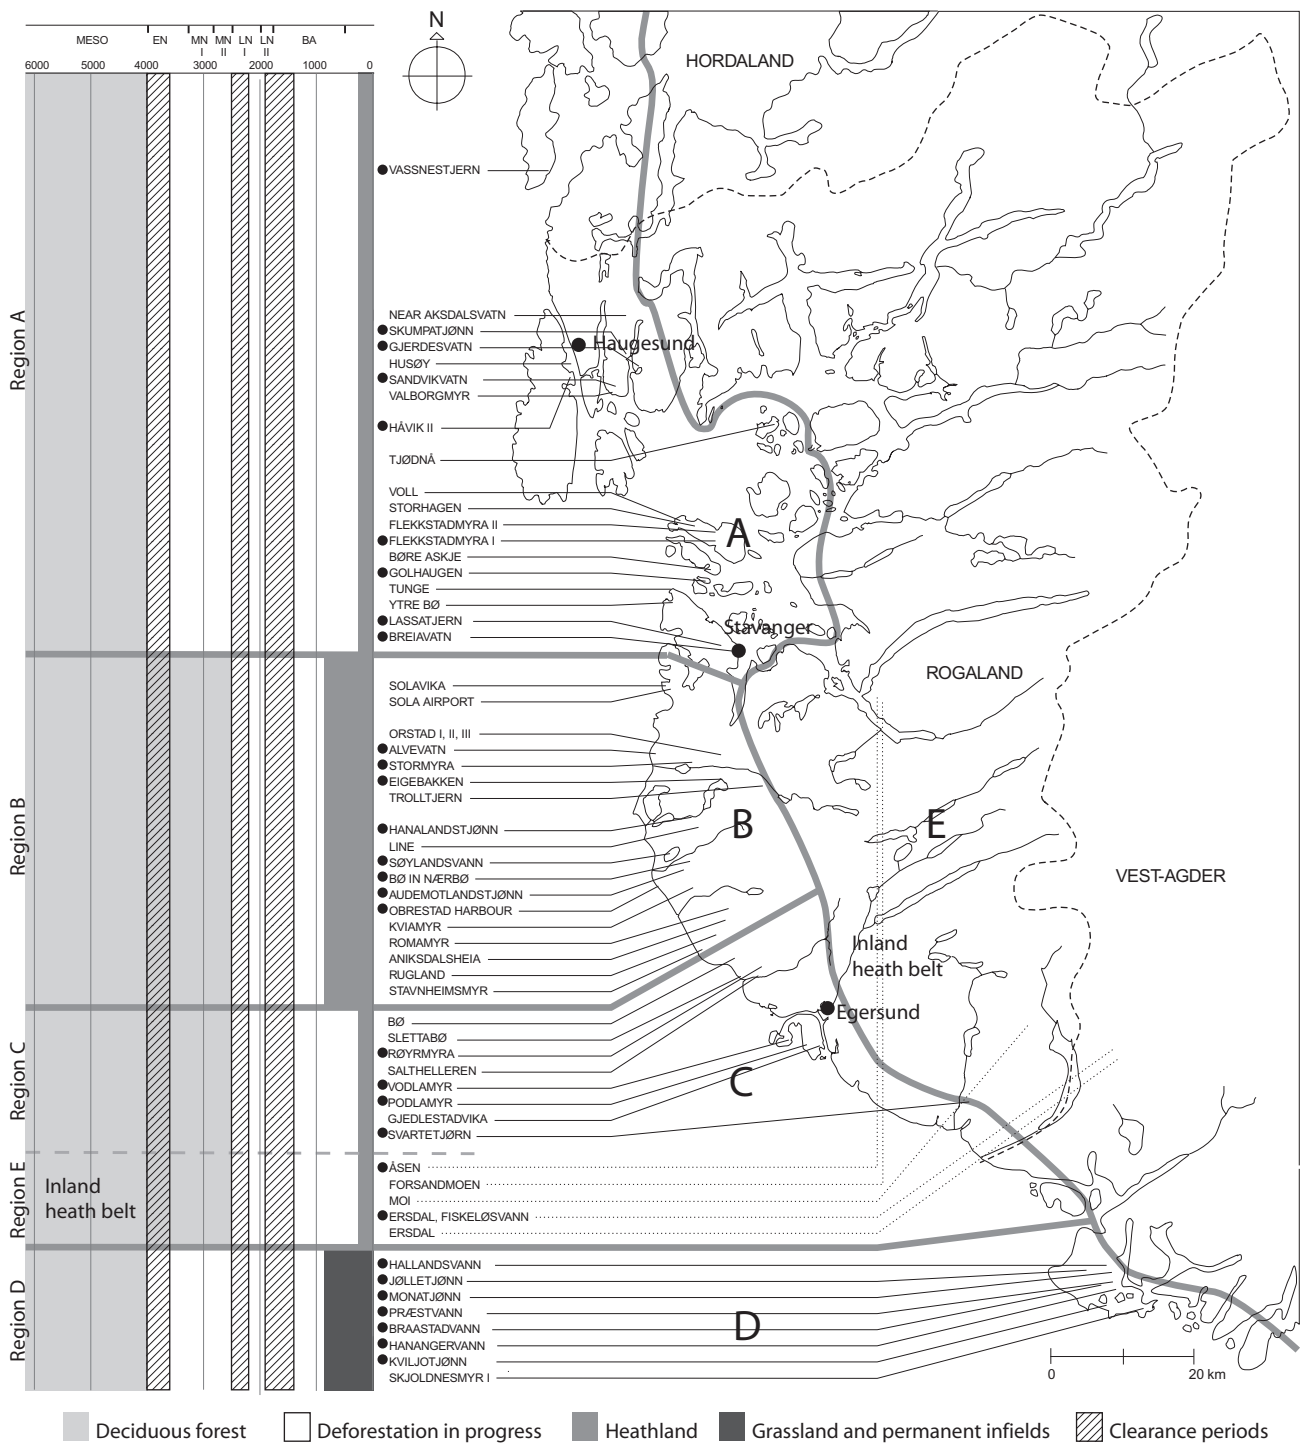 MESO
EN
MN I
MN II
LN I
LN II
BA
6000 5000 4000 3000 2000 1000 0
N
HORDALAND
Region A
VASSNESTJERN
NEAR AKSDALSVATN
SKUMPATJØNN
GJERDESVATN
Haugesund
HUSØY
SANDVIKVATN
VALBORGMYR
HÅVIK II
TJØDNÅ
VOLL
STORHAGEN
FLEKKSTADMYRA II
FLEKKSTADMYRA I
A
BØRE ASKJE
GOLHAUGEN
TUNGE
YTRE BØ
LASSATJERN
Stavanger
BREIAVATN
ROGALAND
Region B
SOLAVIKA
SOLA AIRPORT
ORSTAD I, II, III
ALVEVATN
STORMYRA
EIGEBAKKEN
TROLLTJERN
B
E
HANALANDSTJØNN
LINE
SØYLANDSVANN
BØ IN NÆRBØ
VEST-AGDER
AUDEMOTLANDSTJØNN
OBRESTAD HARBOUR
KVIAMYR
ROMAMYR
ANIKSDALSHEIA
RUGLAND
STAVNHEIMSMYR
Inland
heath belt
Egersund
Region C
BØ
SLETTABØ
RØYRMYRA
SALTHELLEREN
VODLAMYR
C
PODLAMYR
GJEDLESTADVIKA
SVARTETJØRN
Region E
Inland
heath belt
ÅSEN
FORSANDMOEN
MOI
ERSDAL, FISKELØSVANN
ERSDAL
Region D
HALLANDSVANN
JØLLETJØNN
MONATJØNN
PRÆSTVANN
BRAASTADVANN
D
HANANGERVANN
KVILJOTJØNN
SKJOLDNESMYR I
0 20 km
Deciduous forest
Deforestation in progress
Heathland
Grassland and permanent infields
Clearance periods